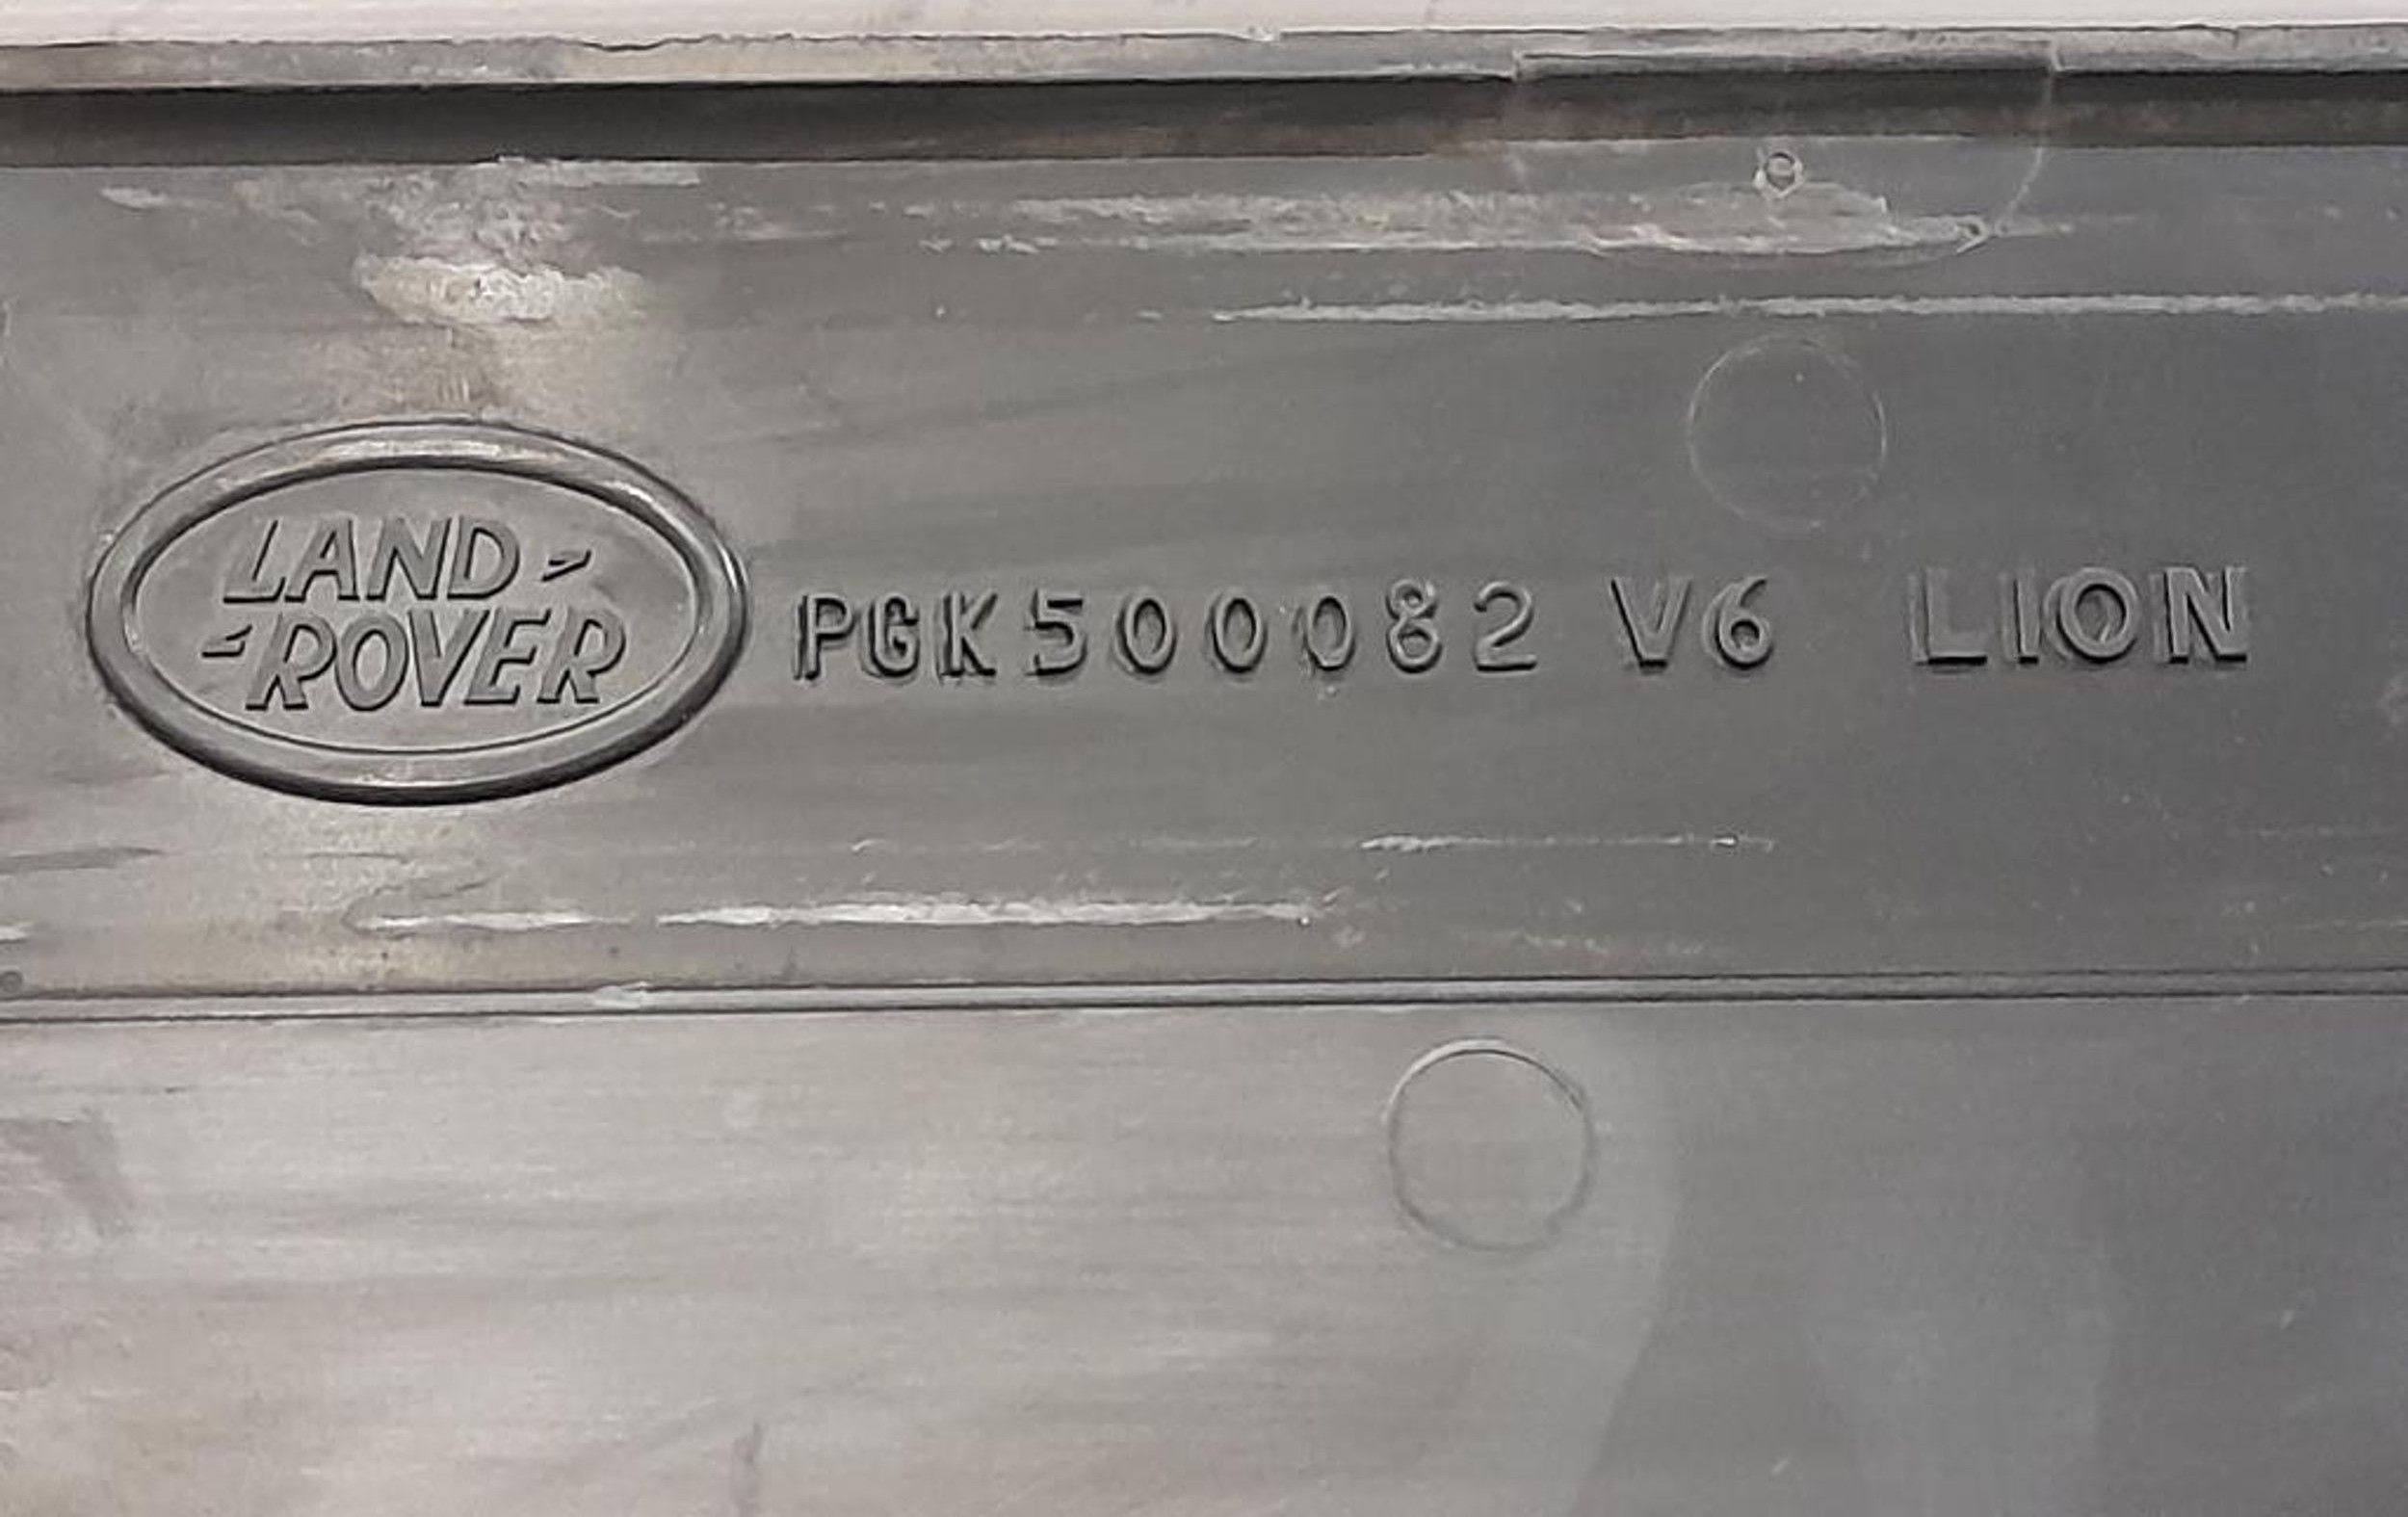 LAND-
-ROVER
PGK500082 V6 LION